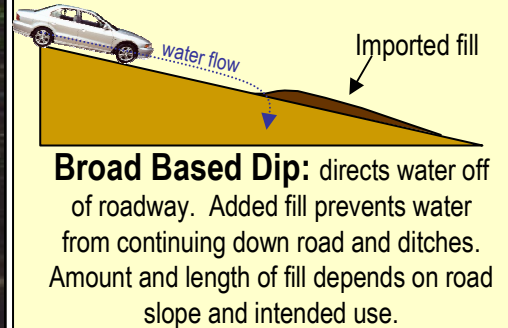 water flow
Imported fill
Broad Based Dip: directs water off
of roadway. Added fill prevents water
from continuing down road and ditches.
Amount and length of fill depends on road
slope and intended use.